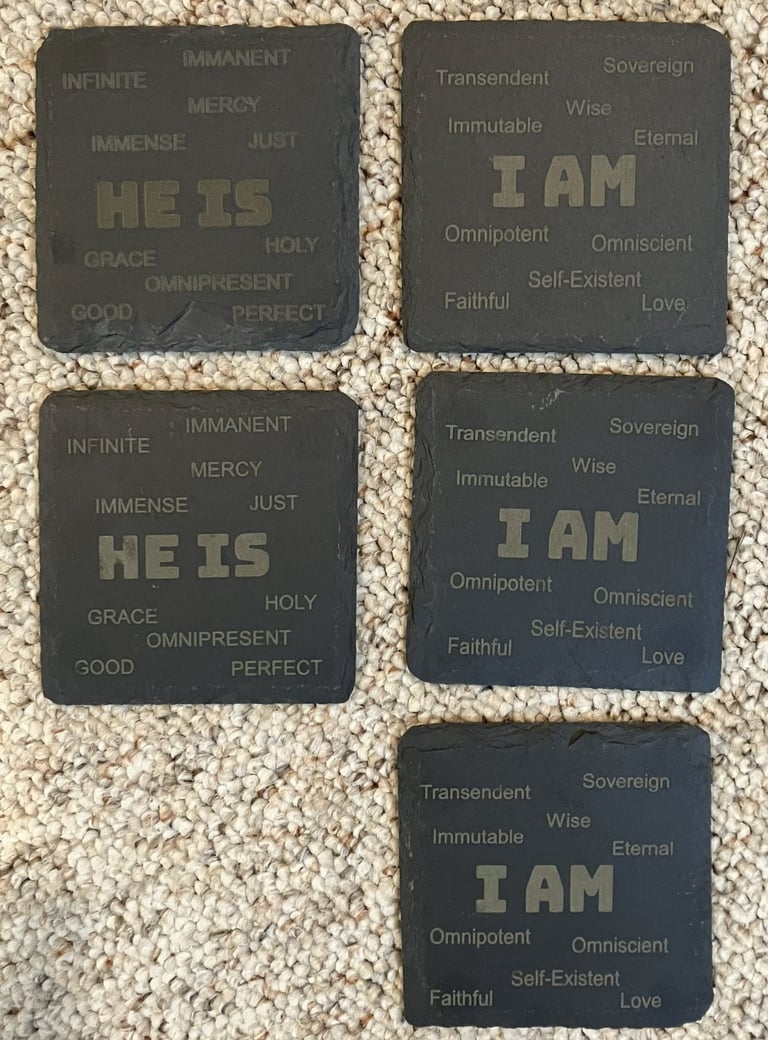 IMMANENT
INFINITE
MERCY
IMMENSE JUST
HE IS
HOLY
GRACE
OMNIPRESENT
GOOD PERFECT
Sovereign
Transendent
Wise
Immutable
Eternal
I AM
Omnipotent
Omniscient
Self-Existent
Faithful Love
IMMANENT
INFINITE
MERCY
IMMENSE JUST
HE IS
HOLY
GRACE
OMNIPRESENT
GOOD PERFECT
Sovereign
Transendent
Wise
Immutable
Eternal
I AM
Omnipotent
Omniscient
Self-Existent
Faithful
Love
Sovereign
Transendent
Wise
Immutable
Eternal
I AM
Omnipotent
Omniscient
Self-Existent
Faithful Love